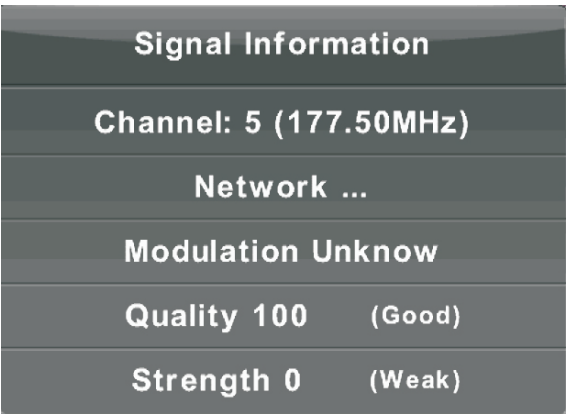 Signal Information
Channel: 5 (177.50MHz)
Network ...
Modulation Unknow
Quality 100 (Good)
Strength 0 (Weak)